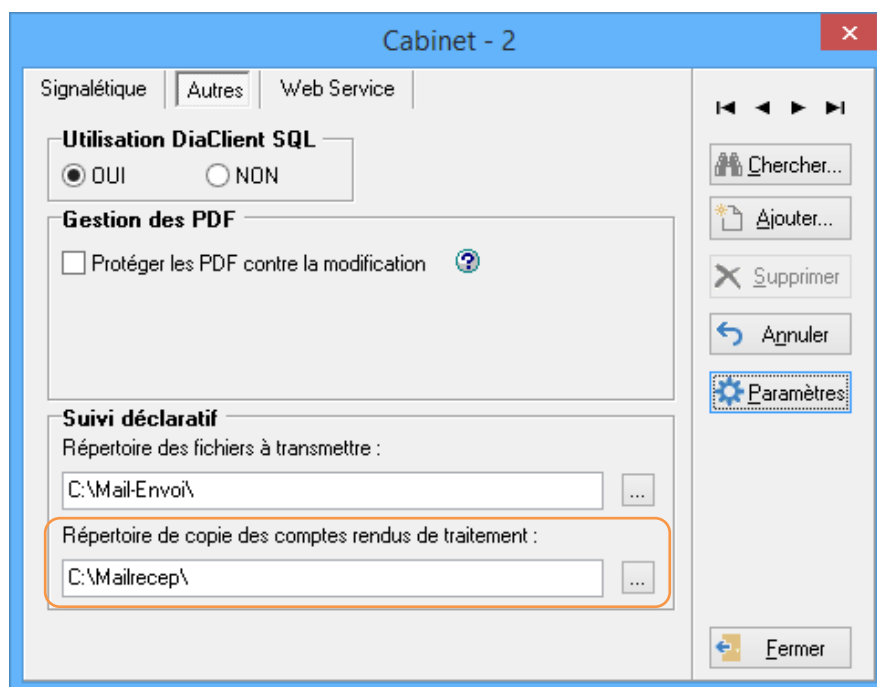 Cabinet - 2
Signalétique
Autres
Web Service
Utilisation DiaClient SQL
OUI
NON
Gestion des PDF
Protéger les PDF contre la modification
Suivi déclaratif
Répertoire des fichiers à transmettre :
C:\Mail-Envoi\
...
Répertoire de copie des comptes rendus de traitement :
C:\Mailrecep\
...
Chercher...
Ajouter...
Supprimer
Annuler
Paramètres
Fermer